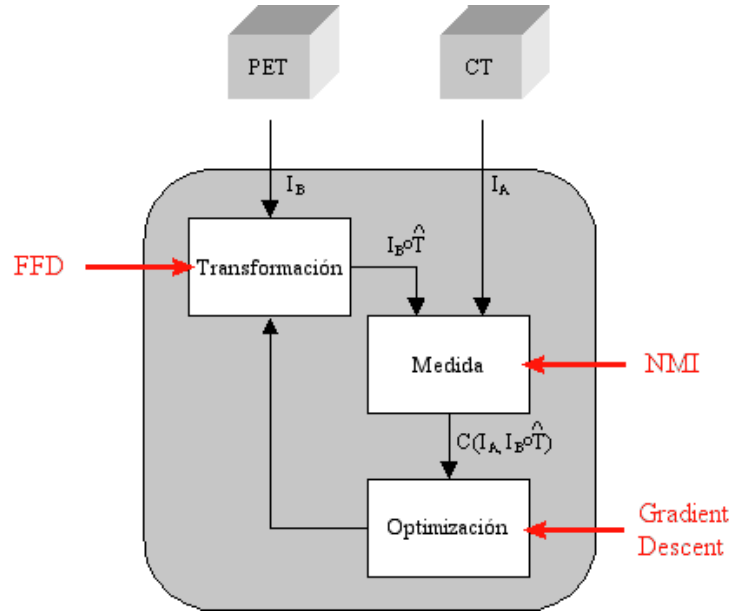 PET
CT
I_B
I_A
FFD
Transformación
I_B∘T̂
Medida
NMI
C(I_A, I_B∘T̂)
Optimización
Gradient
Descent